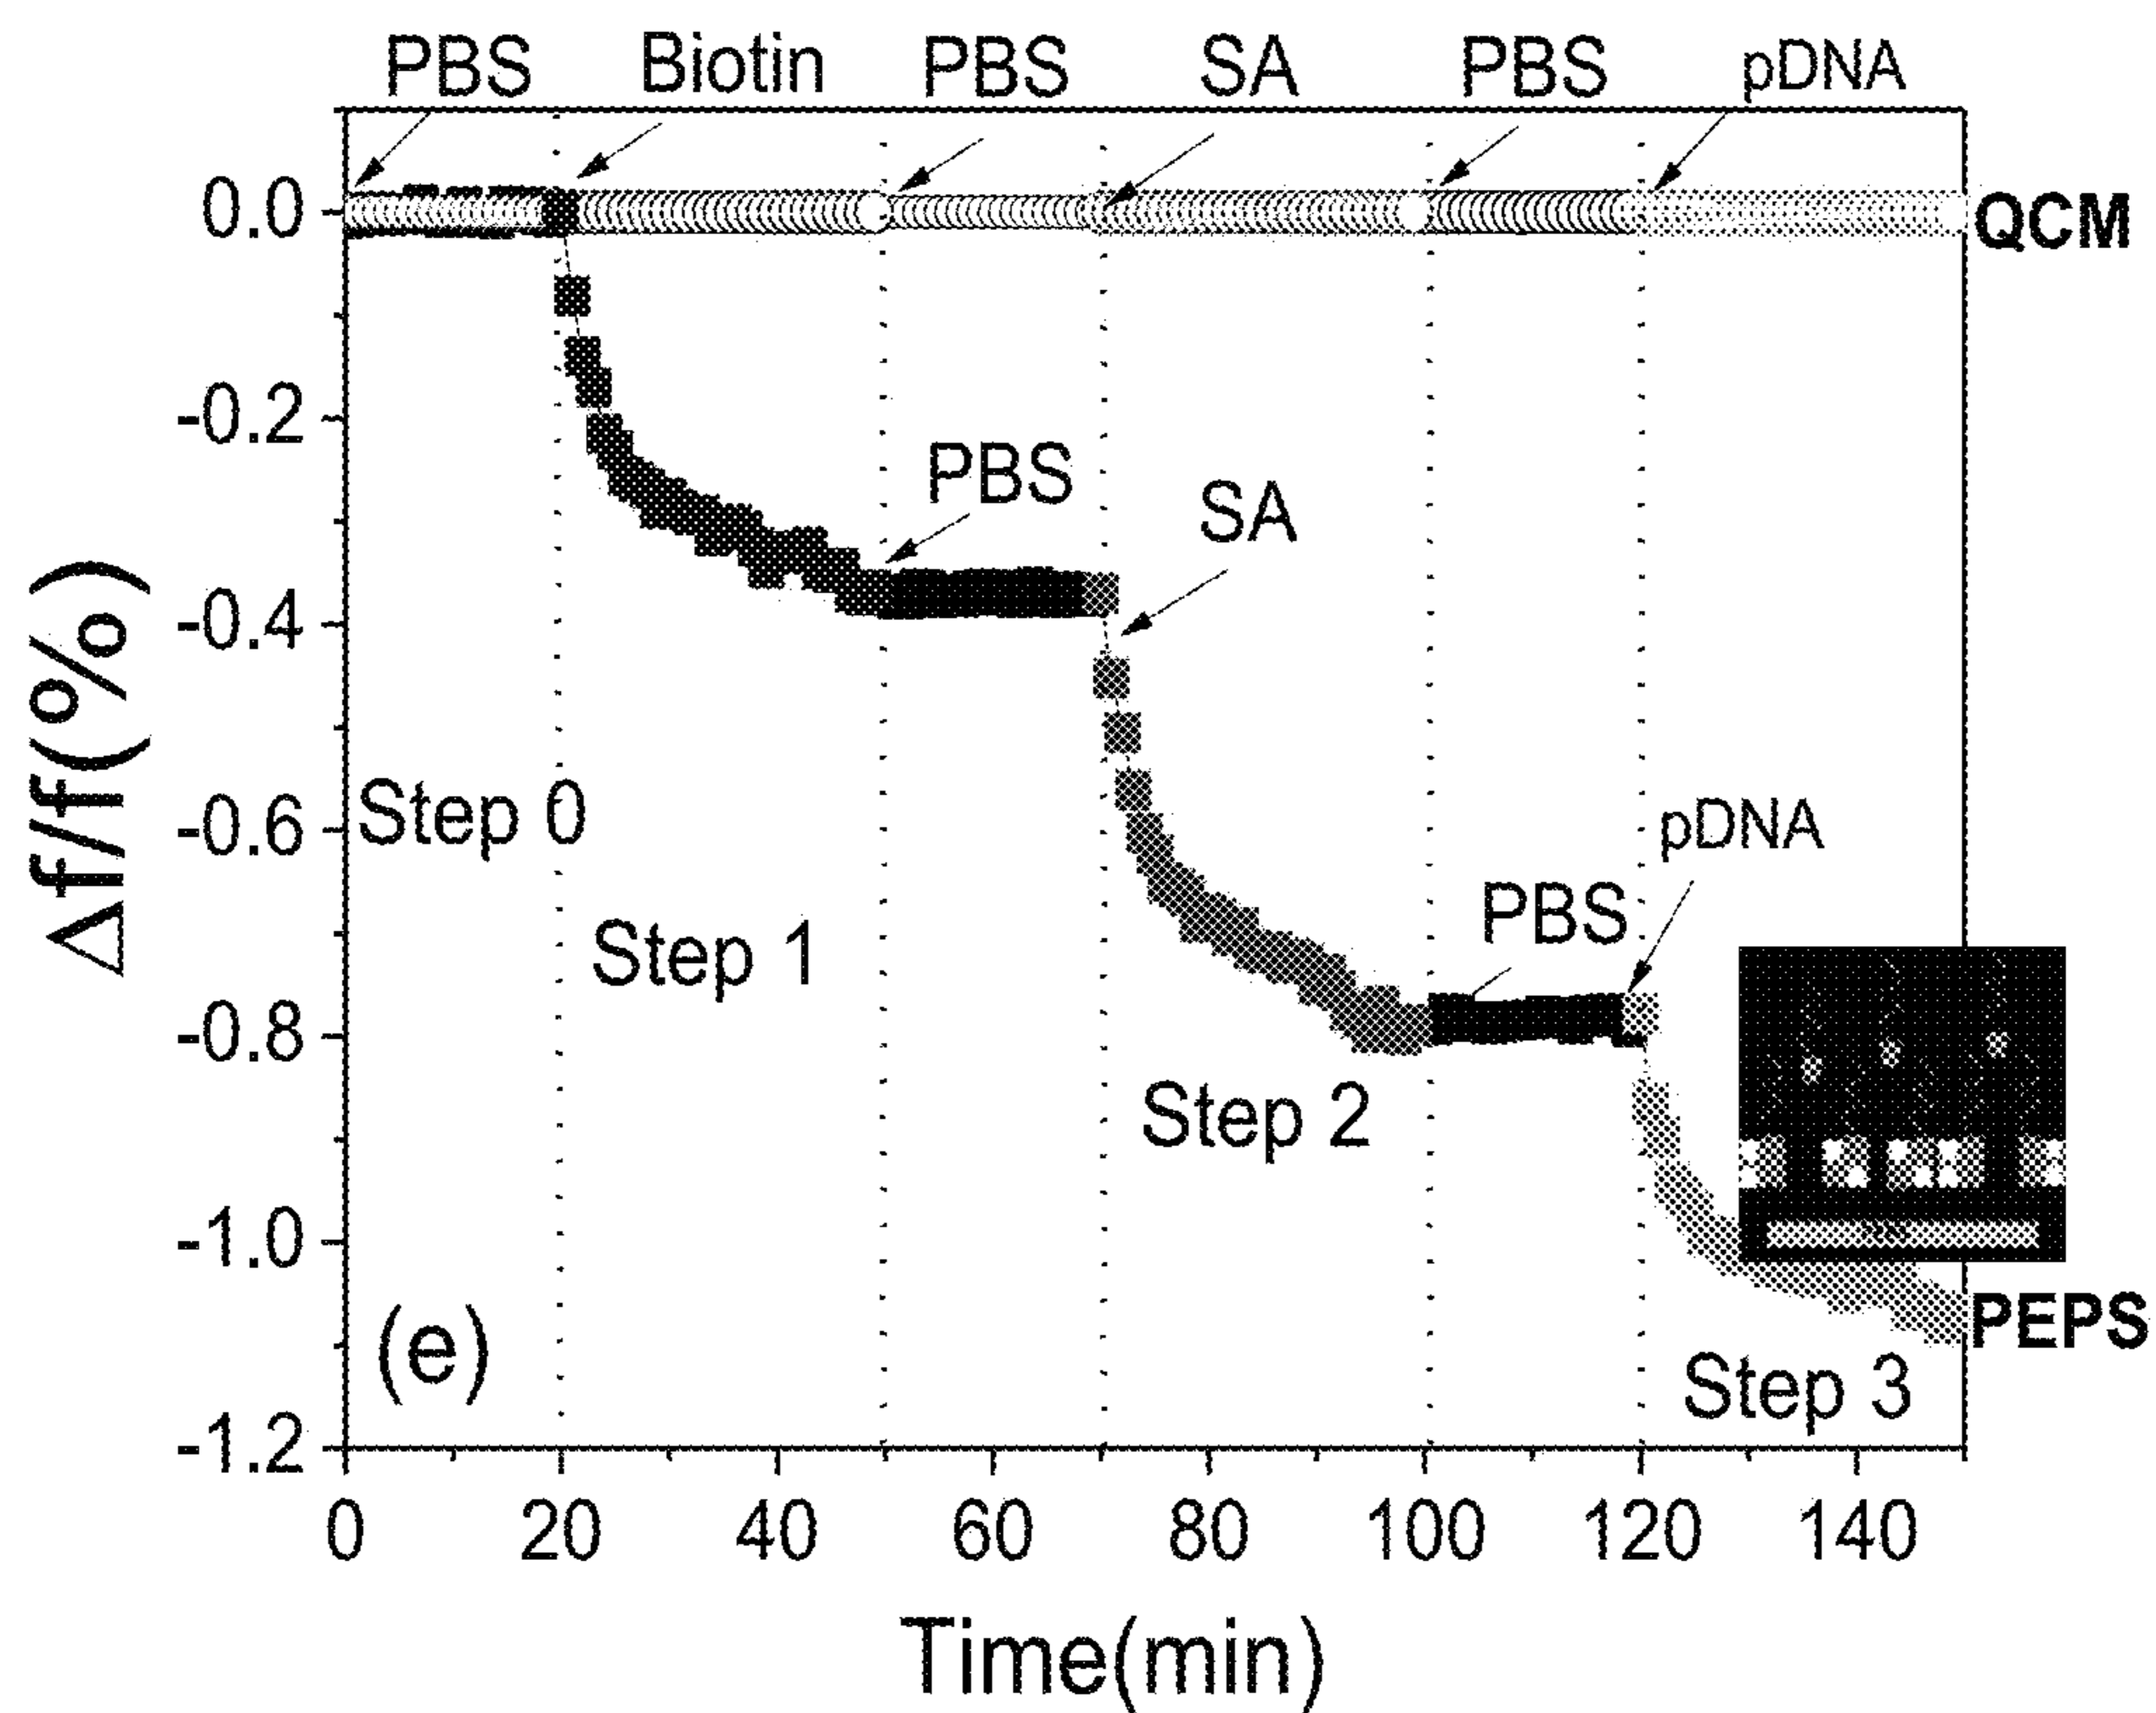 PBS Biotin PBS SA PBS pDNA
0.0
QCM
-0.2
PBS
SA
-0.4
Δf/f(%)
-0.6
Step 0
pDNA
Step 1
PBS
-0.8
Step 2
-1.0
(e)
PEPS
Step 3
-1.2
0 20 40 60 80 100 120 140
Time(min)